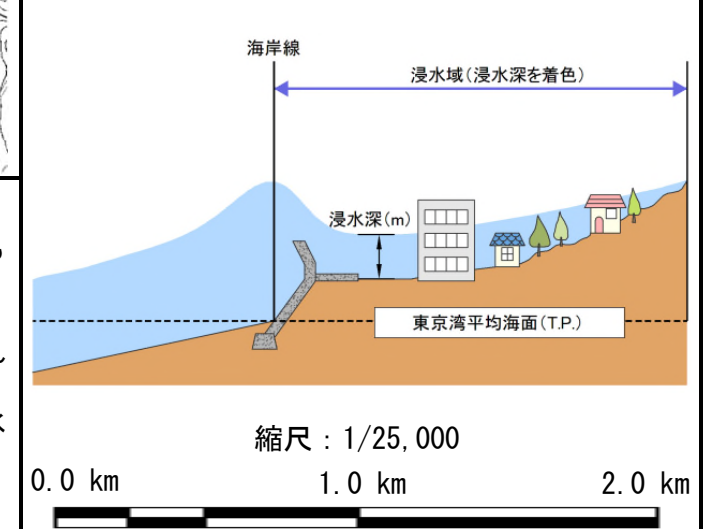 海岸線
浸水域(浸水深を着色)
浸水深(m)
東京湾平均海面(T.P.)
縮尺：1/25,000
0.0 km 1.0 km 2.0 km